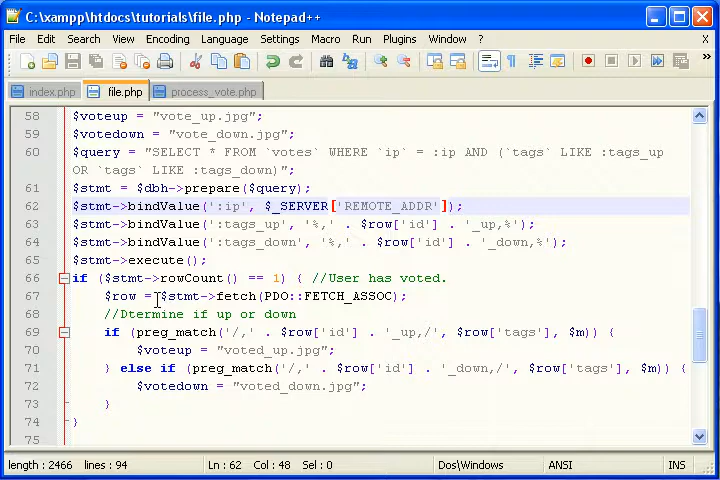 C:\xampp\htdocs\tutorials\file.php - Notepad++
File Edit Search View Encoding Language Settings Macro Run Plugins Window ? X
index.php file.php process_vote.php
58 $voteup = "vote_up.jpg";
59 $votedown = "vote_down.jpg";
60 $query = "SELECT * FROM `votes` WHERE `ip` = :ip AND (`tags` LIKE :tags_up
OR `tags` LIKE :tags_down)";
61 $stmt = $dbh->prepare($query);
62 $stmt->bindValue(':ip', $_SERVER['REMOTE_ADDR']);
63 $stmt->bindValue(':tags_up', '%,' . $row['id'] . '_up,%');
64 $stmt->bindValue(':tags_down', '%,' . $row['id'] . '_down,%');
65 $stmt->execute();
66 if ($stmt->rowCount() == 1) { //User has voted.
67 $row = $stmt->fetch(PDO::FETCH_ASSOC);
68 //Dtermine if up or down
69 if (preg_match('/,' . $row['id'] . '_up,/', $row['tags'], $m)) {
70 $voteup = "voted_up.jpg";
71 } else if (preg_match('/,' . $row['id'] . '_down,/', $row['tags'], $m)) {
72 $votedown = "voted_down.jpg";
73 }
74 }
75
length : 2466 lines : 94 Ln : 62 Col : 48 Sel : 0 Dos\Windows ANSI INS